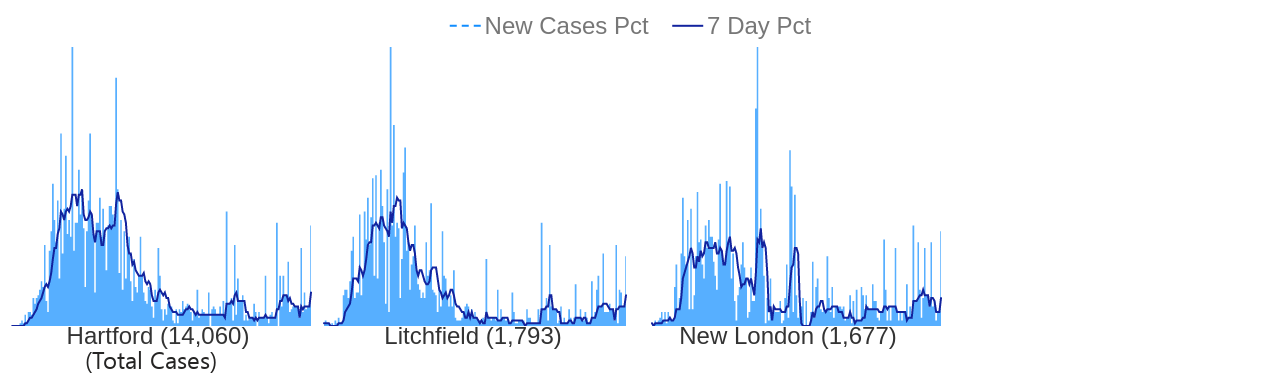 New Cases Pct 7 Day Pct
Hartford (14,060) Litchfield (1,793) New London (1,677)
(Total Cases)